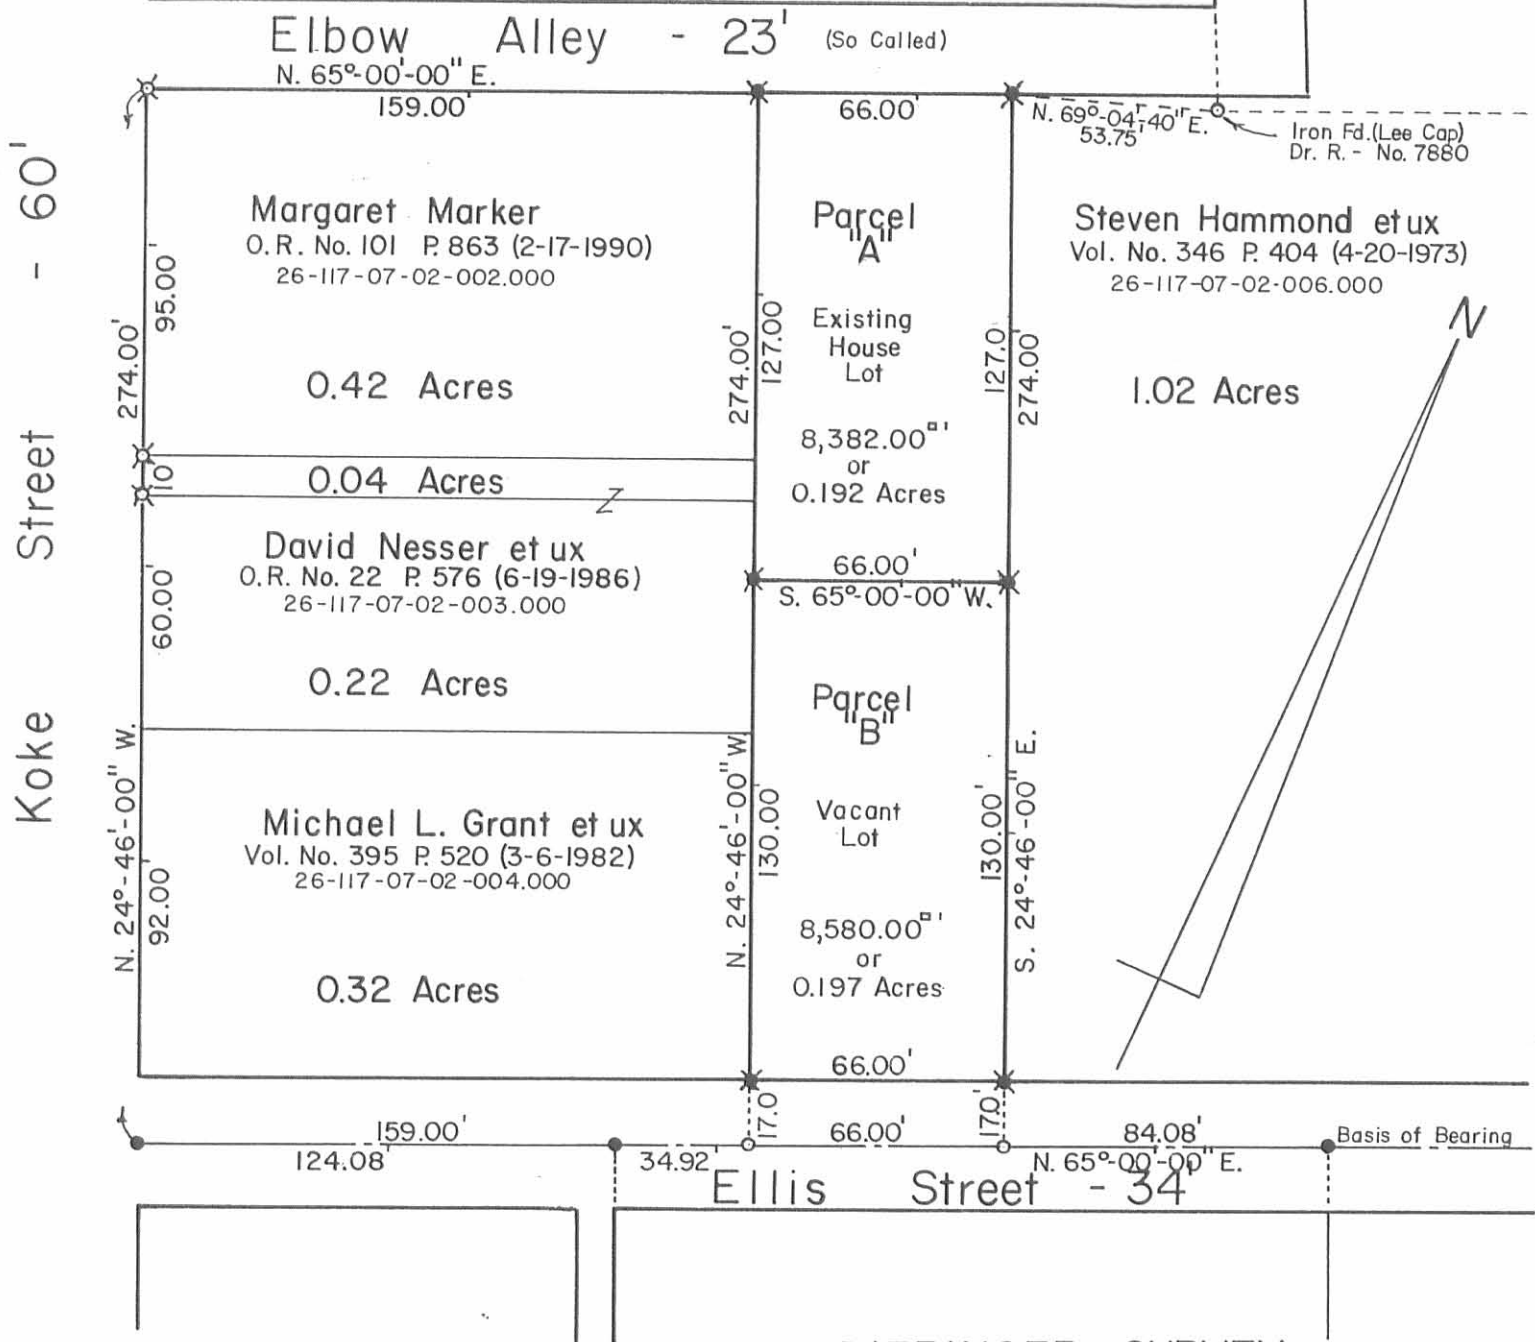 Elbow Alley - 23' (So Called)
N. 65°-00'-00" E.
159.00'
66.00'
N. 69°-04'-40" E.
53.75'
Iron Fd.(Lee Cap)
Dr. R. - No. 7880
Koke Street - 60'
Margaret Marker
O.R. No. 101 P. 863 (2-17-1990)
26-117-07-02-002.000
95.00'
274.00'
0.42 Acres
10'
0.04 Acres
Z
David Nesser et ux
O.R. No. 22 P. 576 (6-19-1986)
26-117-07-02-003.000
60.00'
0.22 Acres
N. 24°-46'-00" W.
Michael L. Grant et ux
Vol. No. 395 P. 520 (3-6-1982)
26-117-07-02-004.000
92.00'
0.32 Acres
Parcel
"A"
Existing
House
Lot
274.00'
127.00'
127.0'
274.00'
8,382.00□'
or
0.192 Acres
66.00'
S. 65°-00'-00" W.
Parcel
"B"
Vacant
Lot
N. 24°-46'-00" W.
130.00'
130.00'
S. 24°-46'-00" E.
8,580.00□'
or
0.197 Acres
66.00'
Steven Hammond et ux
Vol. No. 346 P. 404 (4-20-1973)
26-117-07-02-006.000
1.02 Acres
N
17.0'
17.0'
159.00'
66.00'
84.08'
Basis of Bearing
124.08'
34.92'
N. 65°-00'-00" E.
Ellis Street - 34'